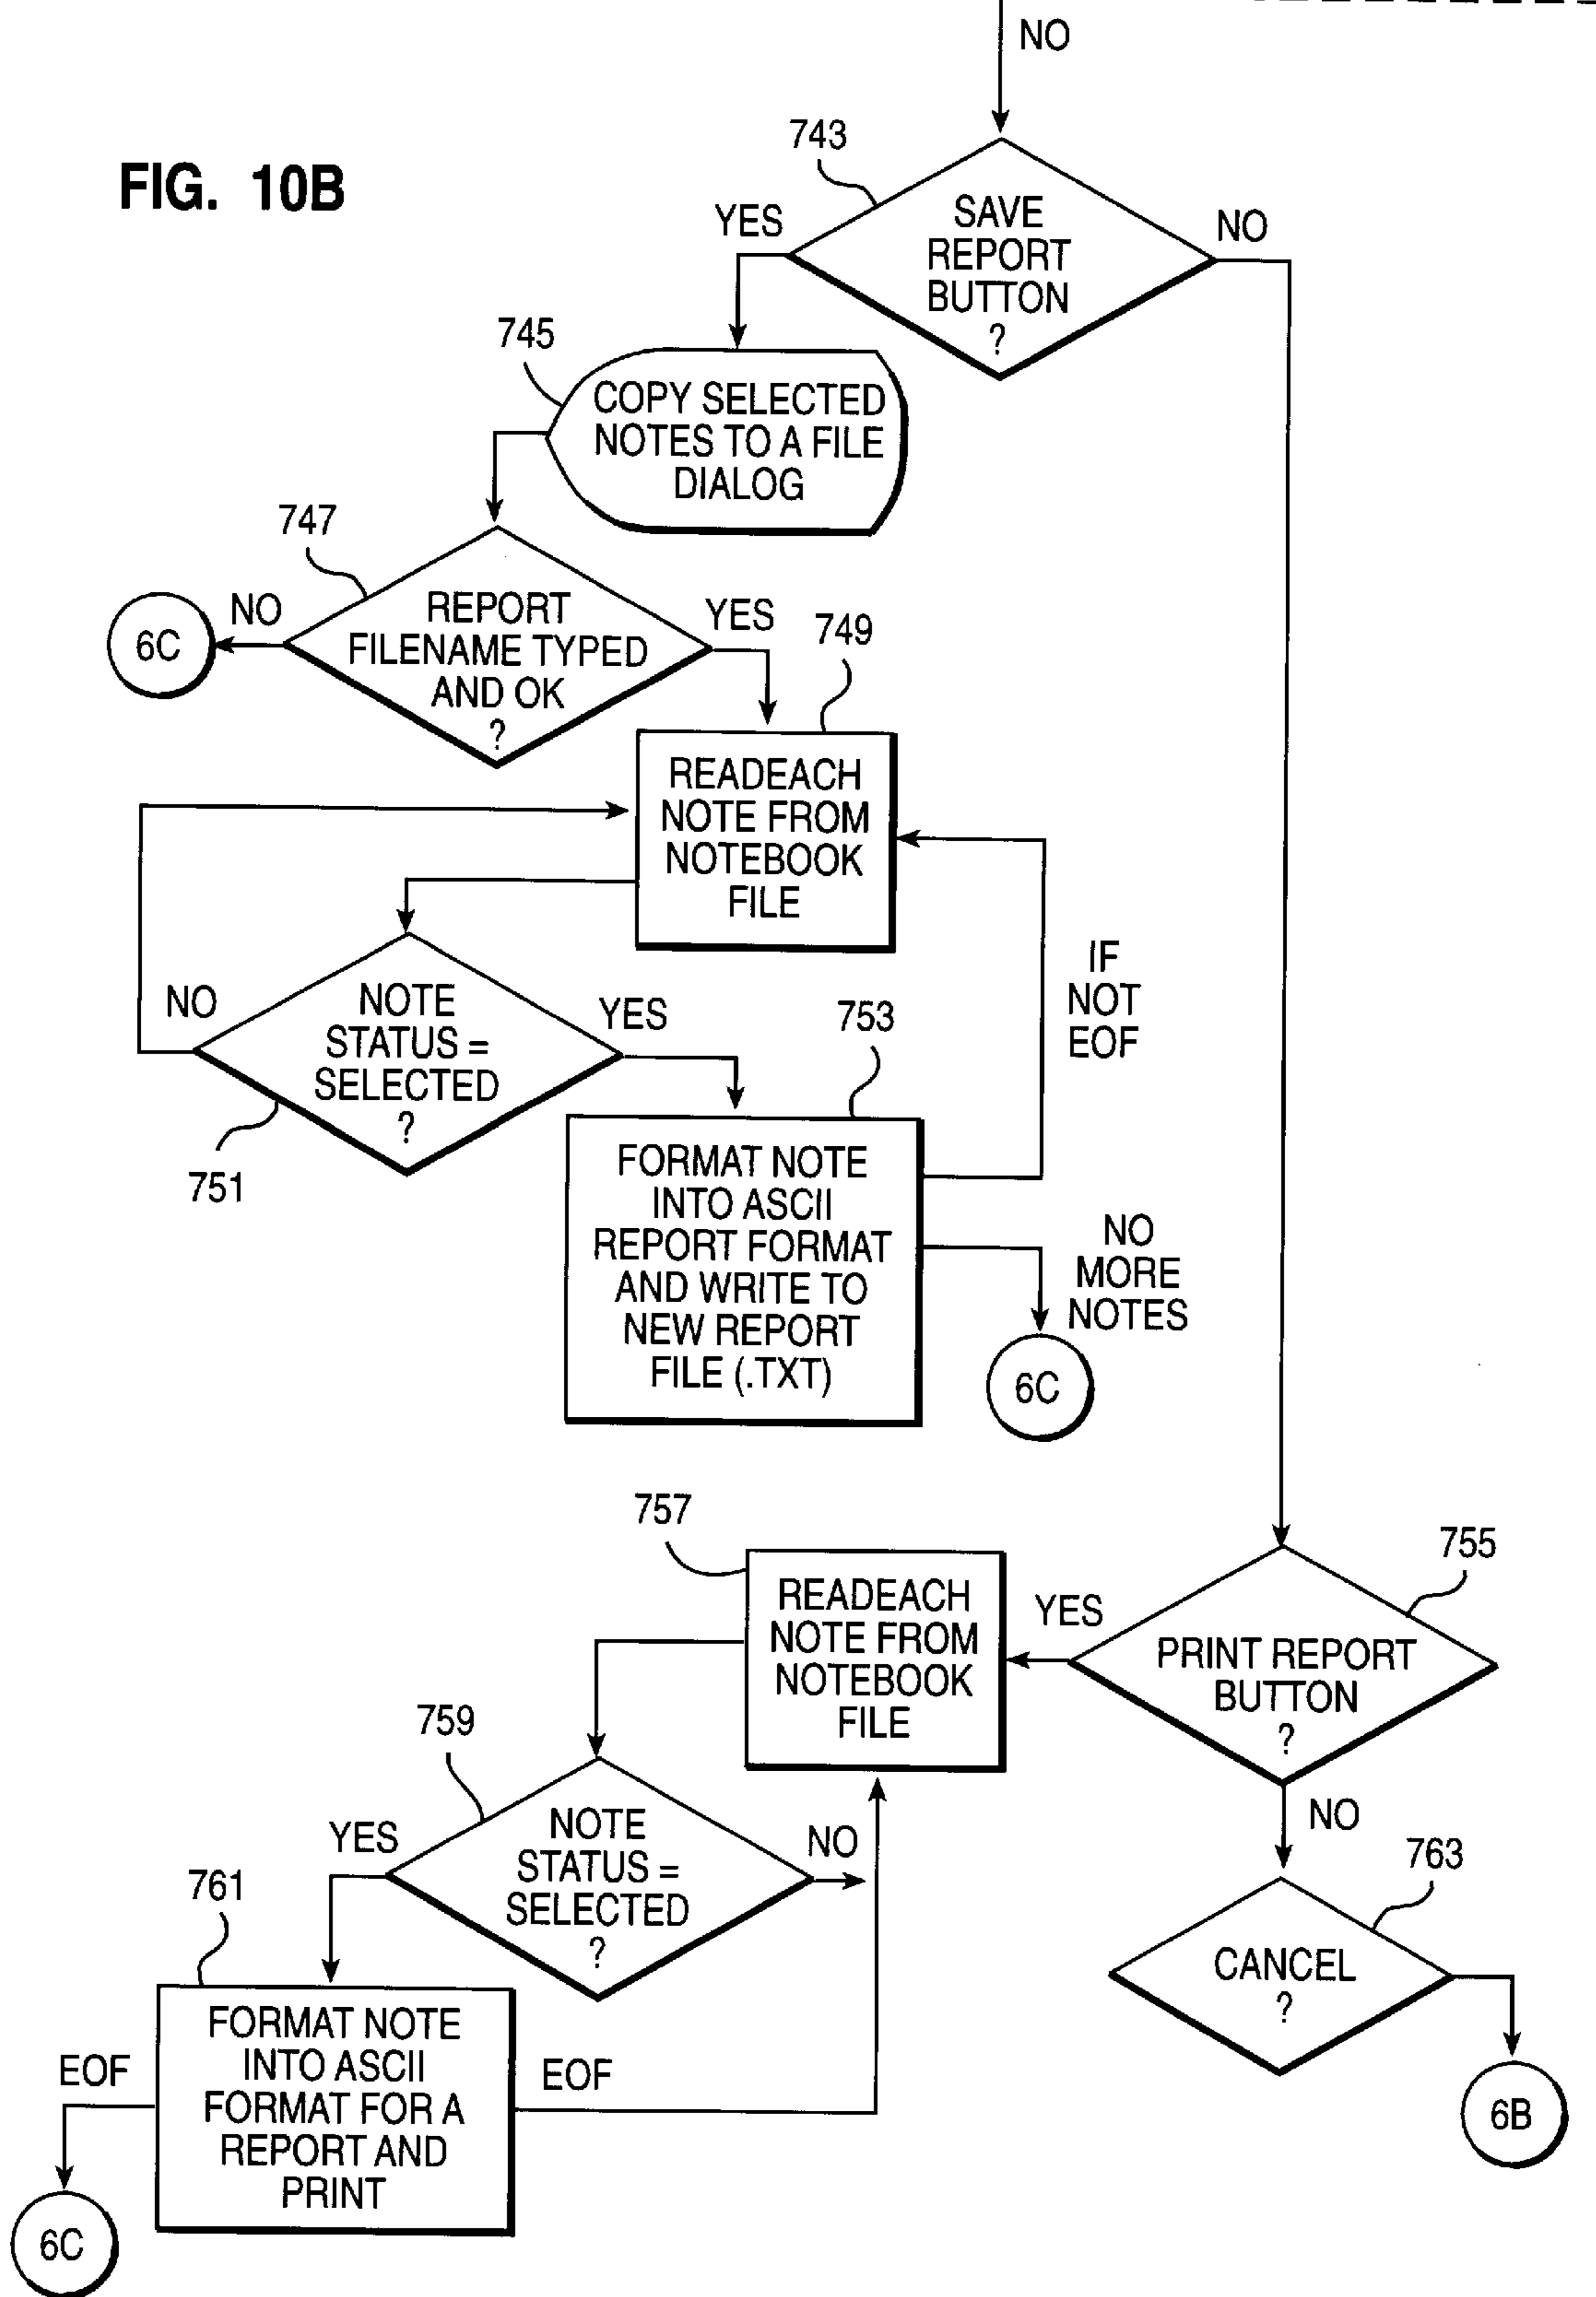 NO
743
FIG. 10B
SAVE
REPORT
BUTTON
?
YES
NO
745
COPY SELECTED
NOTES TO A FILE
DIALOG
747
6C
NO
REPORT
FILENAME TYPED
AND OK
?
YES
749
READEACH
NOTE FROM
NOTEBOOK
FILE
IF
NOT
EOF
NO
NOTE
STATUS =
SELECTED
?
YES
751
753
FORMAT NOTE
INTO ASCII
REPORT FORMAT
AND WRITE TO
NEW REPORT
FILE (.TXT)
NO
MORE
NOTES
6C
757
READEACH
NOTE FROM
NOTEBOOK
FILE
YES
755
PRINT REPORT
BUTTON
?
759
YES
NOTE
STATUS =
SELECTED
?
NO
NO
763
CANCEL
?
6B
761
EOF
FORMAT NOTE
INTO ASCII
FORMAT FOR A
REPORT AND
PRINT
EOF
6C